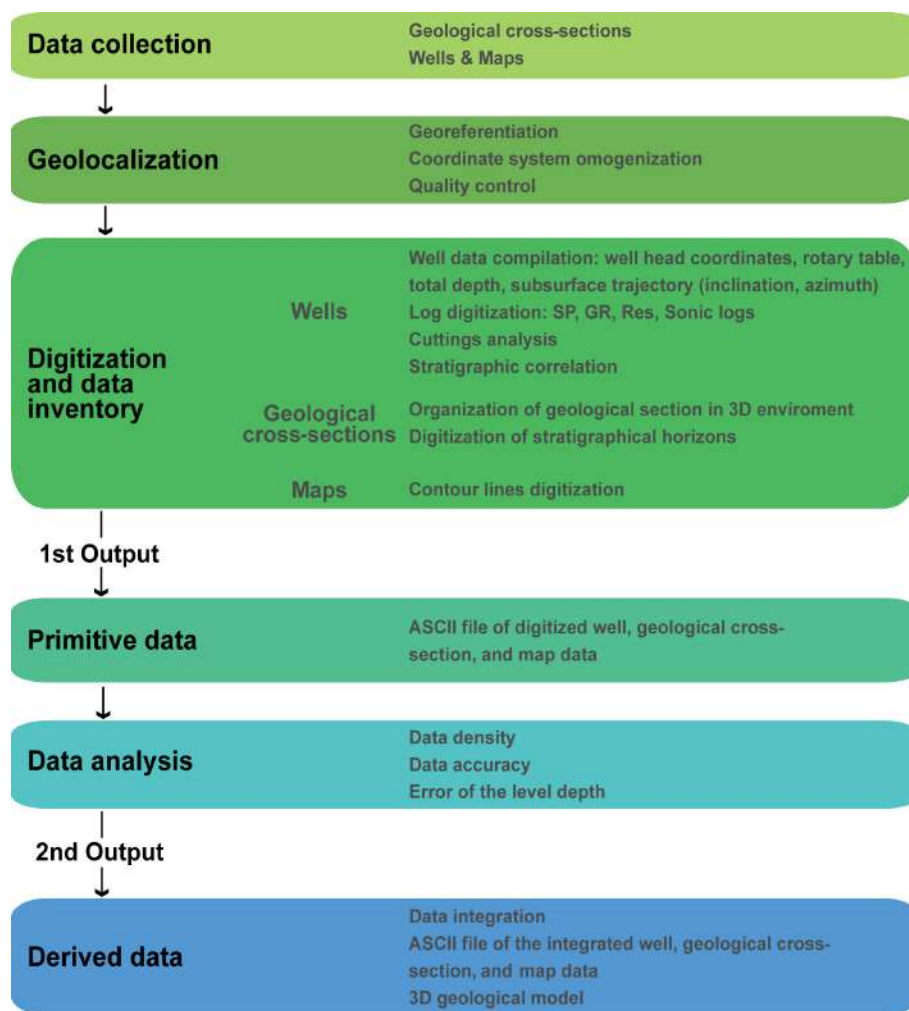 Data collection
Geological cross-sections
Wells & Maps
Geolocalization
Georeferentiation
Coordinate system omogenization
Quality control
Digitization
and data
inventory
Wells
Well data compilation: well head coordinates, rotary table,
total depth, subsurface trajectory (inclination, azimuth)
Log digitization: SP, GR, Res, Sonic logs
Cuttings analysis
Stratigraphic correlation
Geological
cross-sections
Organization of geological section in 3D enviroment
Digitization of stratigraphical horizons
Maps
Contour lines digitization
1st Output
Primitive data
ASCII file of digitized well, geological cross-
section, and map data
Data analysis
Data density
Data accuracy
Error of the level depth
2nd Output
Derived data
Data integration
ASCII file of the integrated well, geological cross-
section, and map data
3D geological model